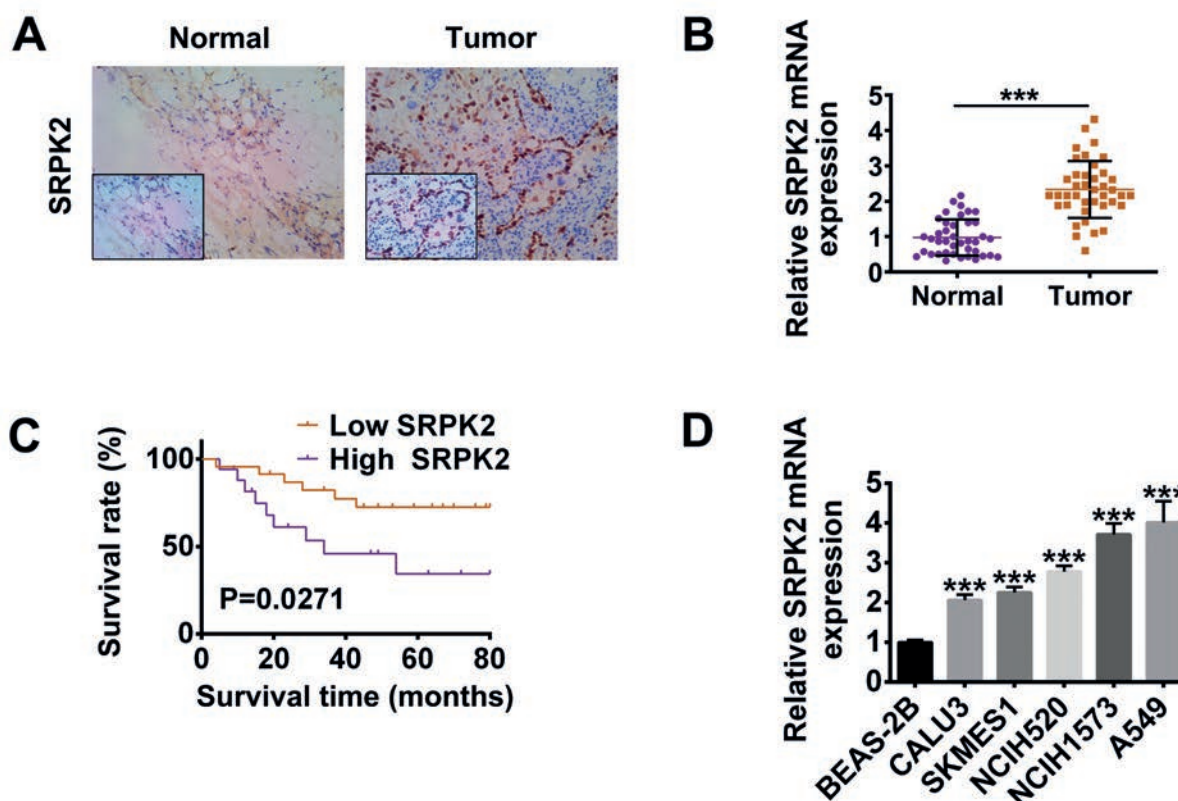 A
Normal
Tumor
SRPK2
B
Relative SRPK2 mRNA
expression
5
4
3
2
1
0
***
Normal
Tumor
C
Survival rate (%)
100
50
0
Low SRPK2
High SRPK2
P=0.0271
0
20
40
60
80
Survival time (months)
D
Relative SRPK2 mRNA
expression
5
4
3
2
1
0
***
***
***
***
***
BEAS-2B
CALU3
SKMES1
NCIH520
NCIH1573
A549